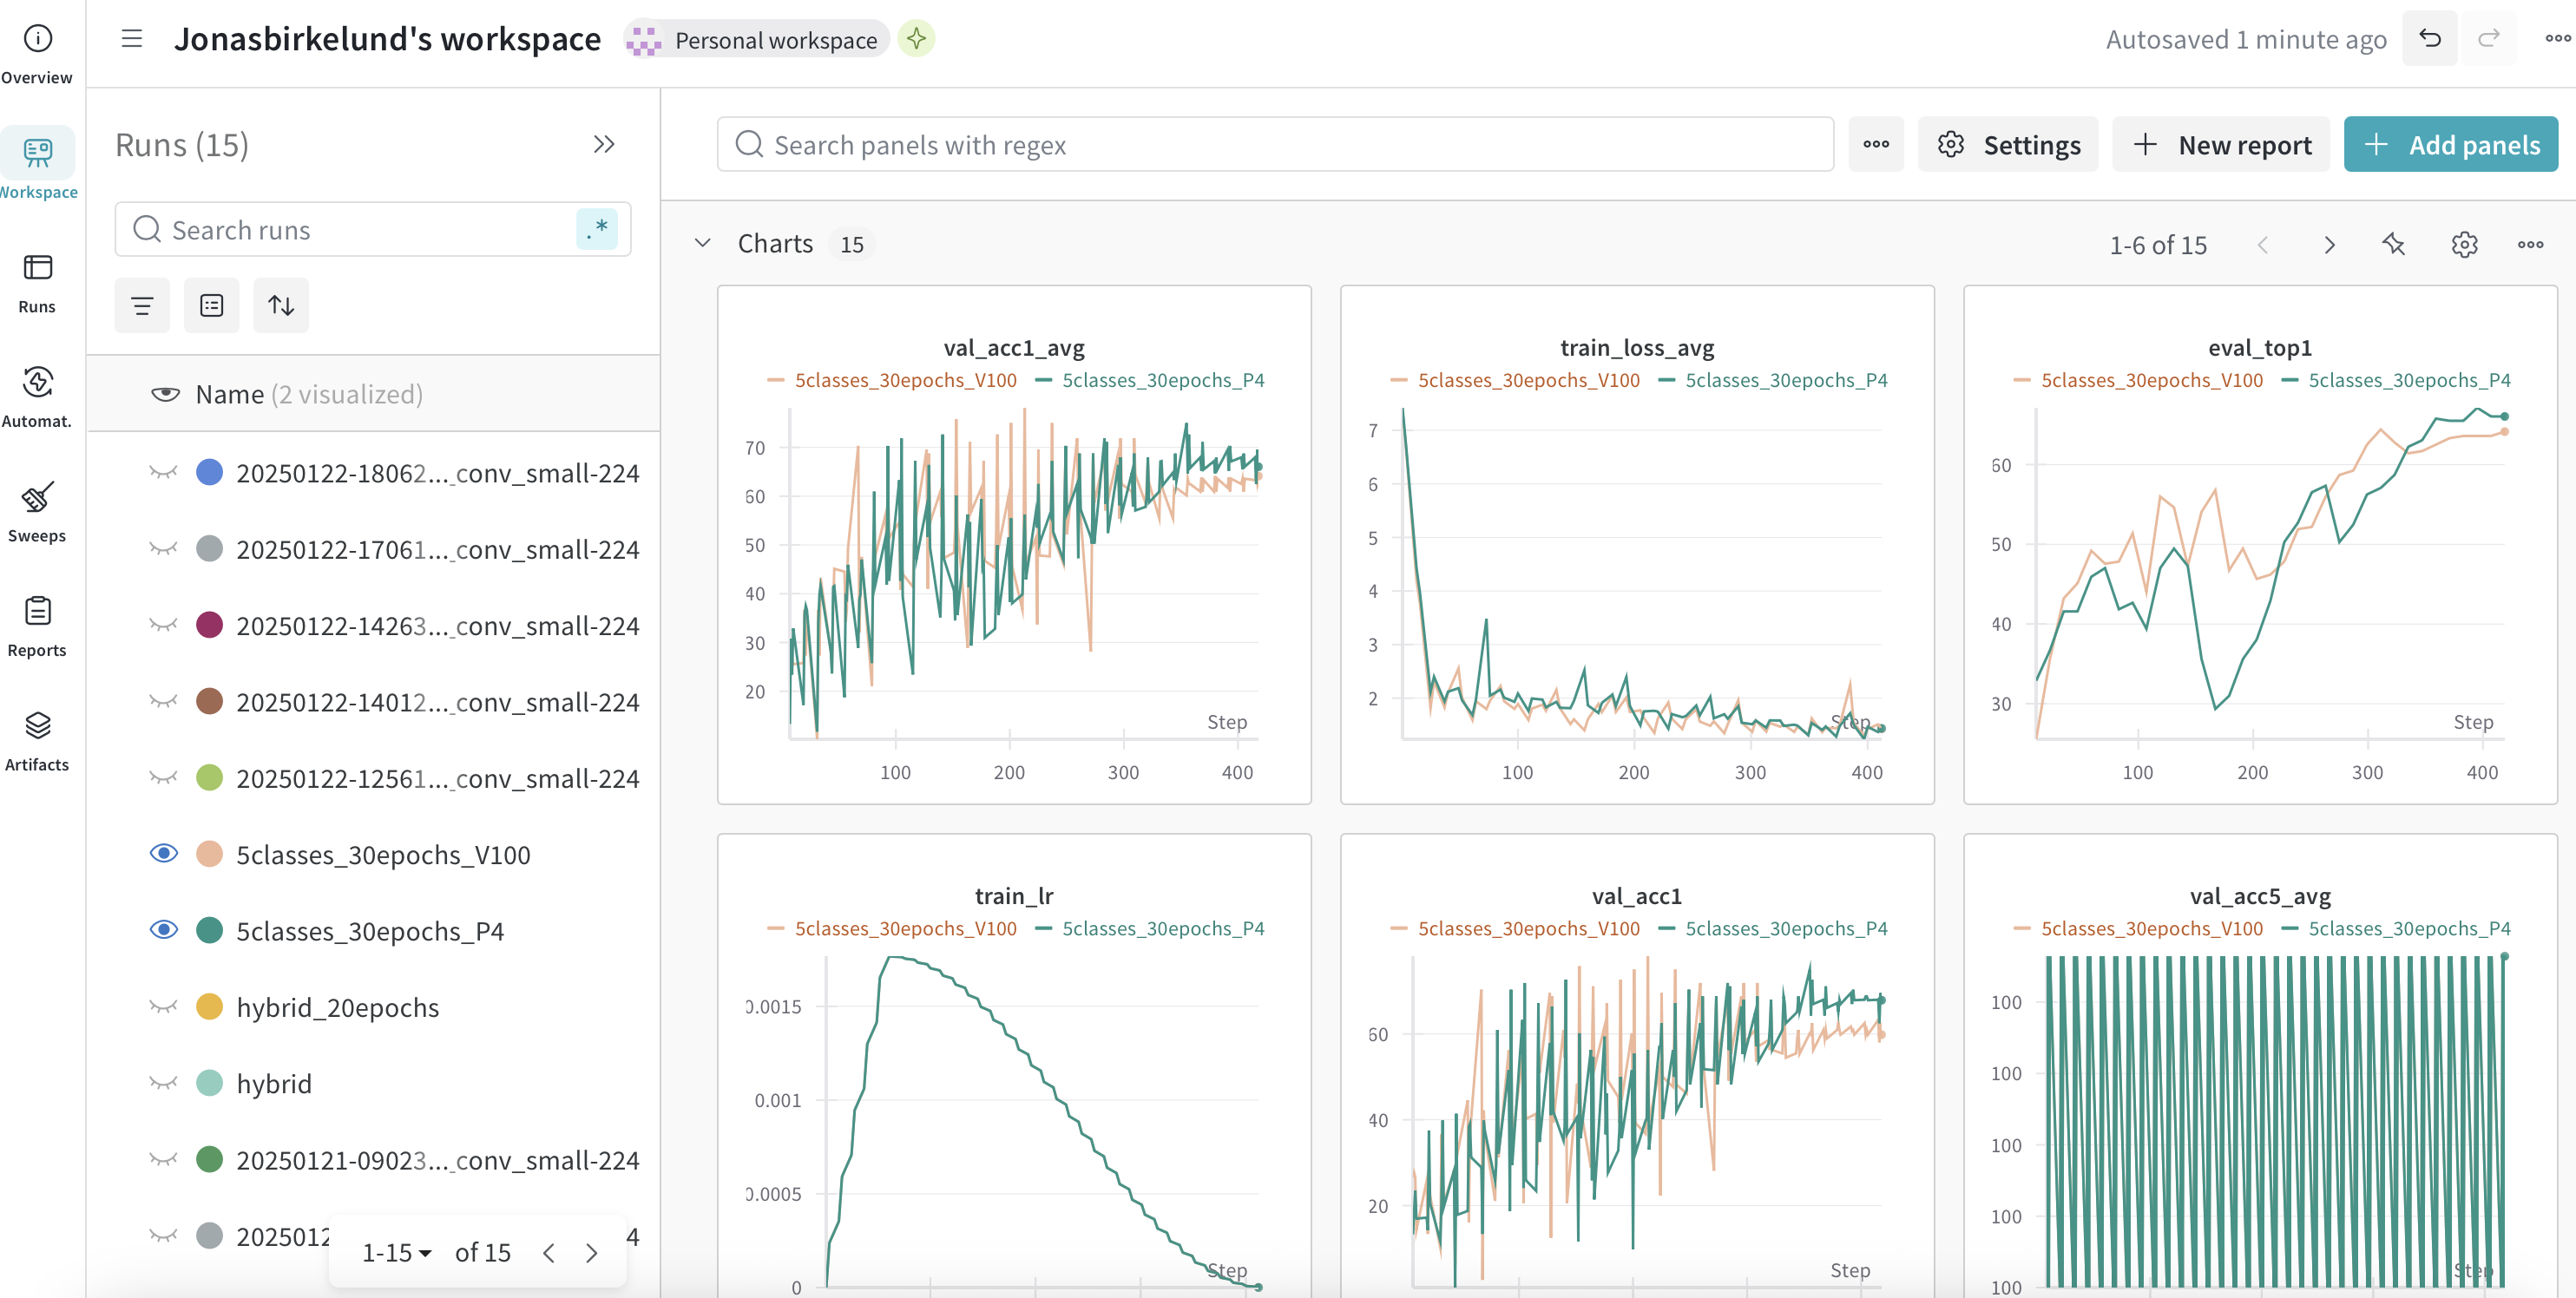 Overview
Workspace
Runs
Automat.
Sweeps
Reports
Artifacts
Jonasbirkelund's workspace
Personal workspace
Autosaved 1 minute ago
Runs (15)
Search runs
.*
Name (2 visualized)
20250122-18062..._conv_small-224
20250122-17061..._conv_small-224
20250122-14263..._conv_small-224
20250122-14012..._conv_small-224
20250122-12561..._conv_small-224
5classes_30epochs_V100
5classes_30epochs_P4
hybrid_20epochs
hybrid
20250121-09023..._conv_small-224
202501 4
1-15 of 15
Search panels with regex
Settings
New report
Add panels
Charts 15
1-6 of 15
val_acc1_avg
5classes_30epochs_V100 5classes_30epochs_P4
70
60
50
40
30
20
Step
100 200 300 400
train_loss_avg
5classes_30epochs_V100 5classes_30epochs_P4
7
6
5
4
3
2
Step
100 200 300 400
eval_top1
5classes_30epochs_V100 5classes_30epochs_P4
60
50
40
30
Step
100 200 300 400
train_lr
5classes_30epochs_V100 5classes_30epochs_P4
0.0015
0.001
0.0005
0
Step
val_acc1
5classes_30epochs_V100 5classes_30epochs_P4
60
40
20
Step
val_acc5_avg
5classes_30epochs_V100 5classes_30epochs_P4
100
100
100
100
100
Step